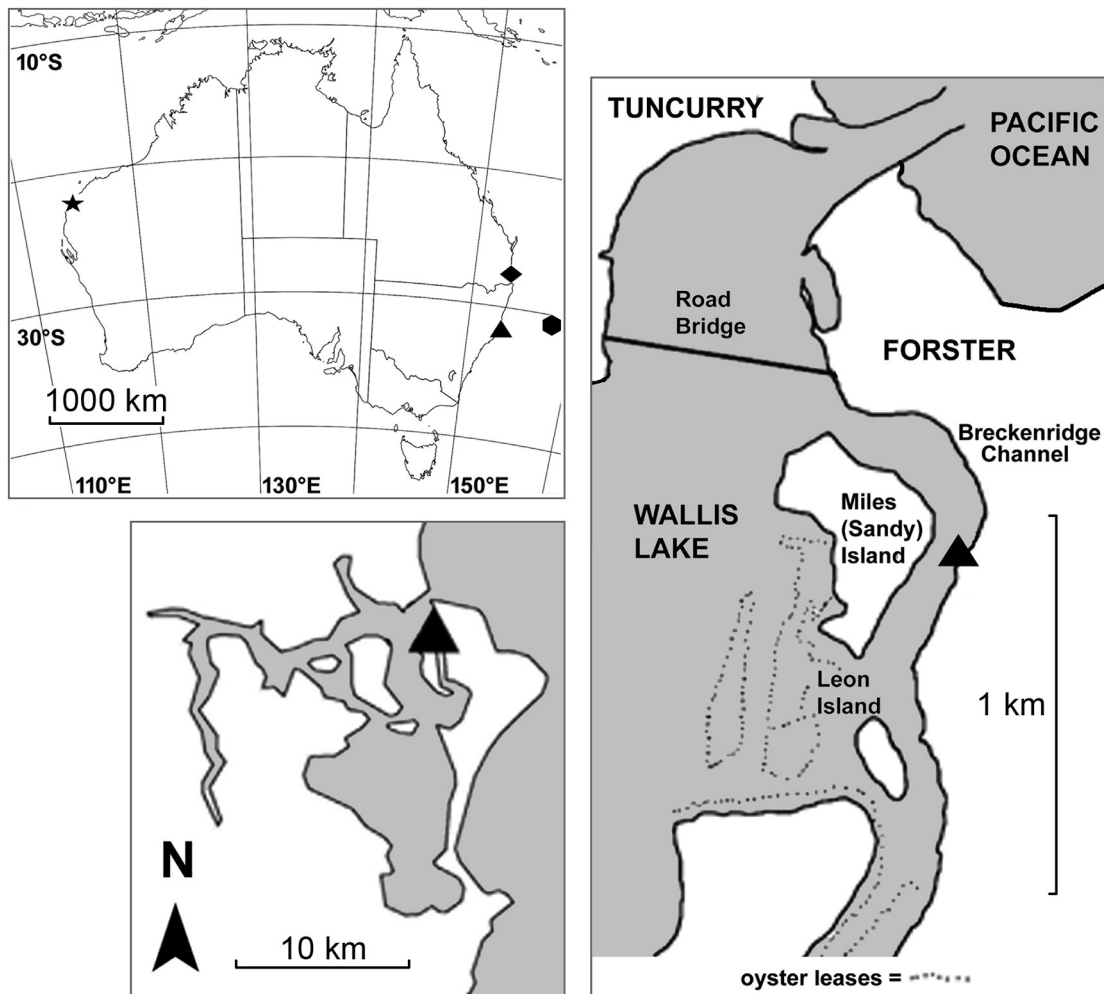 10°S
30°S
1000 km
110°E
130°E
150°E
N
10 km
TUNCURRY
PACIFIC
OCEAN
Road
Bridge
FORSTER
Breckenridge
Channel
WALLIS
LAKE
Miles
(Sandy)
Island
Leon
Island
1 km
oyster leases =